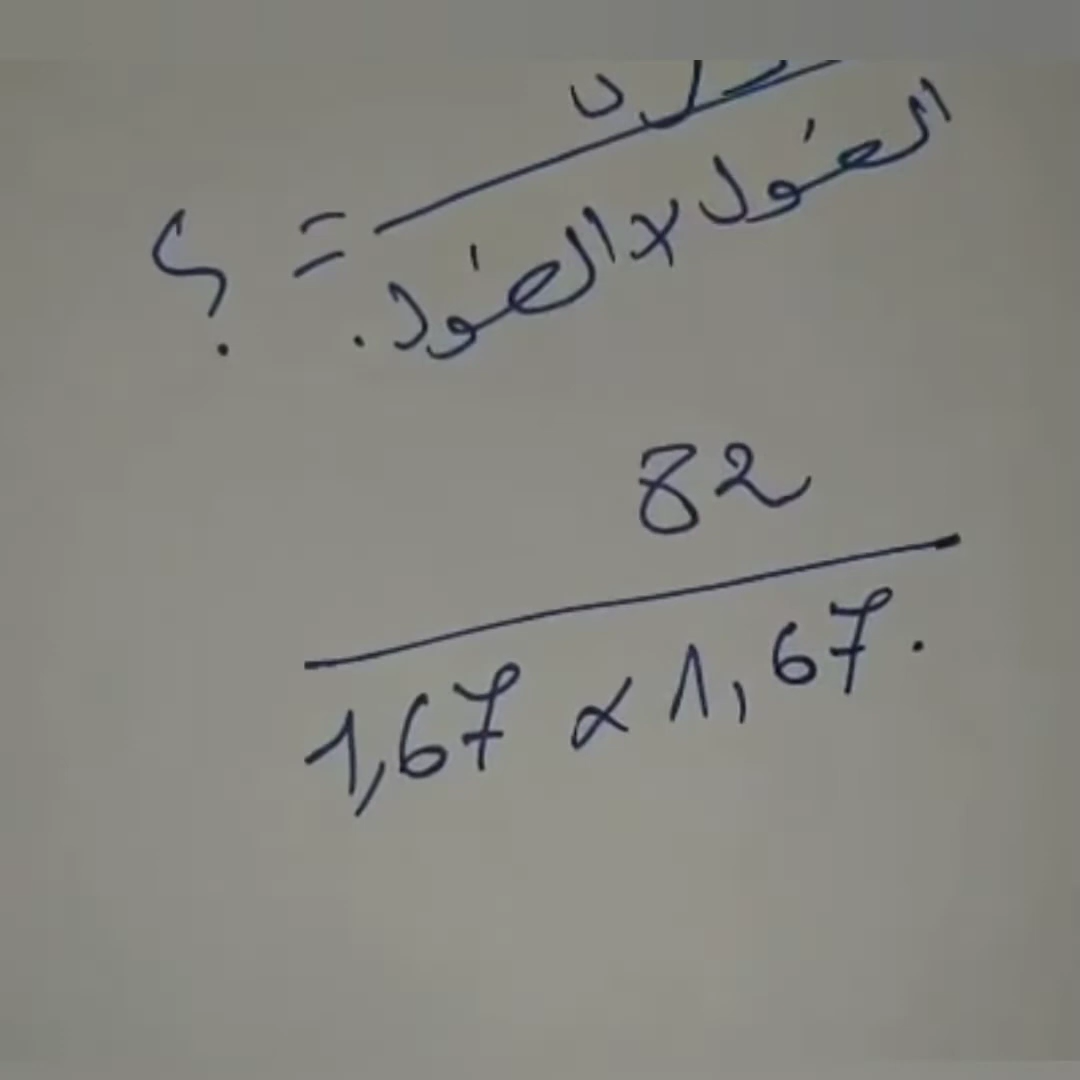 الطول x الطول. = ؟
82
1,67 x 1,67.